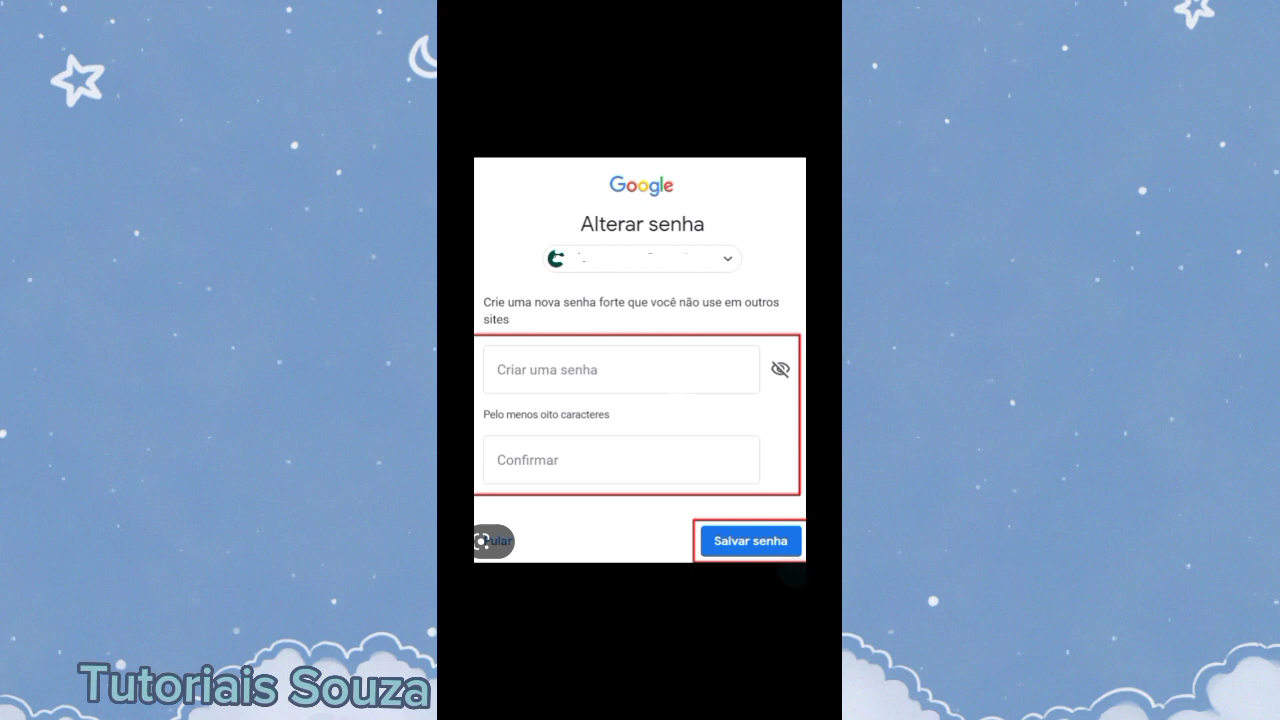 Google
Alterar senha
Crie uma nova senha forte que você não use em outros
sites
Criar uma senha
Pelo menos oito caracteres
Confirmar
Salvar senha
Tutoriais Souza